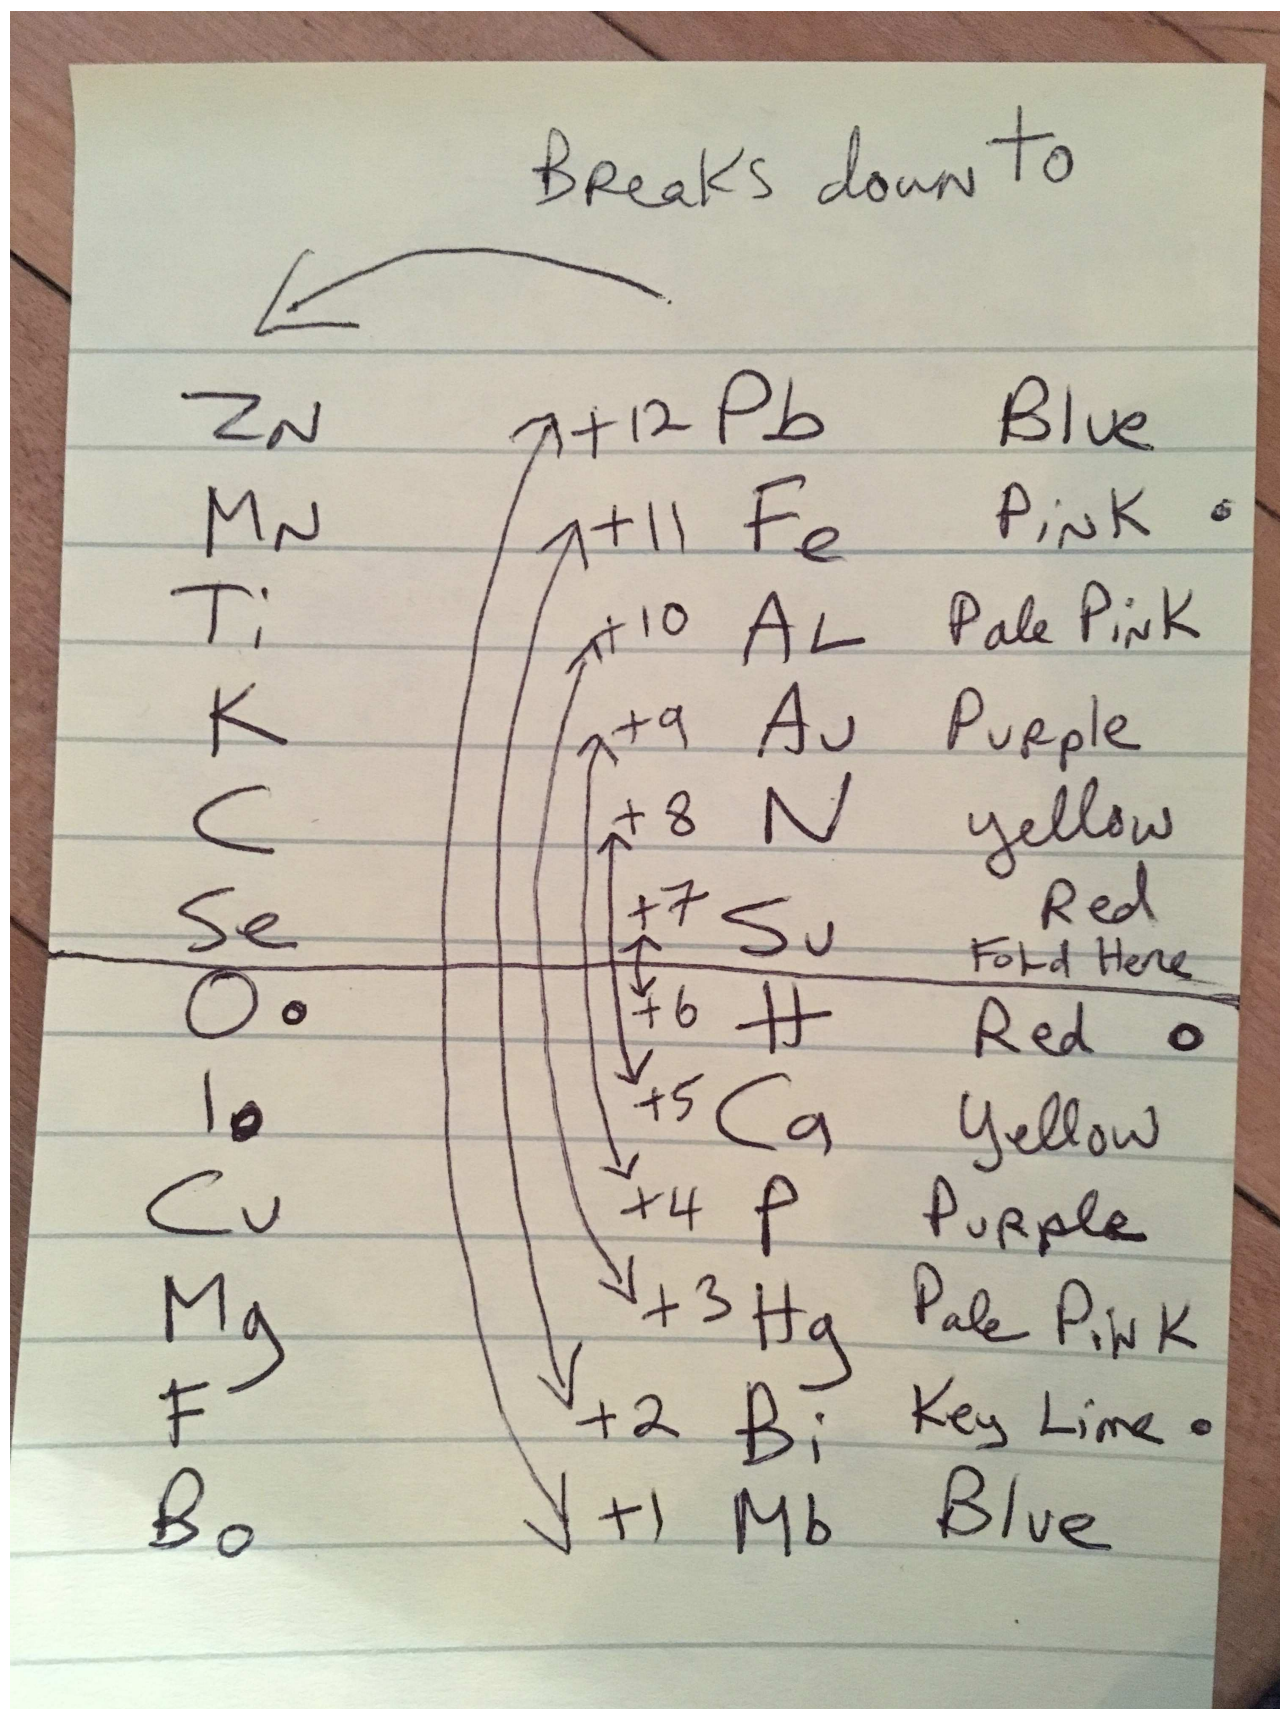 Breaks down to
ZN +12 Pb Blue
MN +11 Fe Pink
Ti +10 AL Pale Pink
K +9 Au Purple
C +8 N yellow
Se +7 Su Red
Fold Here
O +6 H Red
I +5 Ca Yellow
Cu +4 P Purple
Mg +3 Hg Pale Pink
F +2 Bi Key Lime
Bo +1 Mb Blue